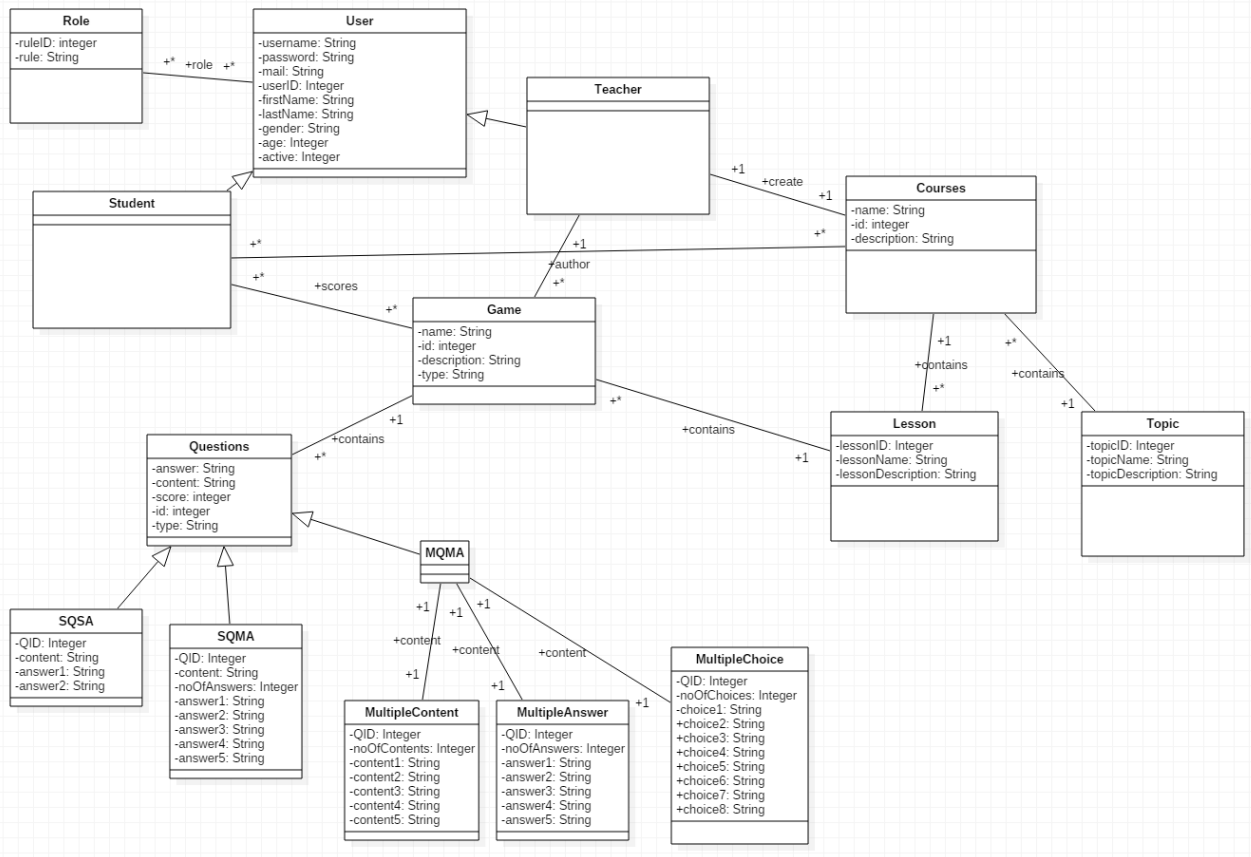 Role
-ruleID: integer
-rule: String
User
-username: String
-password: String
-mail: String
-userID: Integer
-firstName: String
-lastName: String
-gender: String
-age: Integer
-active: Integer
+*
+role
+*
Teacher
Student
+1
+create
+1
Courses
-name: String
-id: integer
-description: String
+*
+*
+1
+author
+*
+*
+scores
+*
Game
-name: String
-id: integer
-description: String
-type: String
+1
+contains
+*
+*
+contains
+1
+*
+contains
+1
+1
+contains
+*
Lesson
-lessonID: Integer
-lessonName: String
-lessonDescription: String
Topic
-topicID: Integer
-topicName: String
-topicDescription: String
Questions
-answer: String
-content: String
-score: integer
-id: integer
-type: String
MQMA
SQSA
-QID: Integer
-content: String
-answer1: String
-answer2: String
SQMA
-QID: Integer
-content: String
-noOfAnswers: Integer
-answer1: String
-answer2: String
-answer3: String
-answer4: String
-answer5: String
+1
+content
+1
+1
+content
+1
+1
+content
+1
MultipleContent
-QID: Integer
-noOfContents: Integer
-content1: String
-content2: String
-content3: String
-content4: String
-content5: String
MultipleAnswer
-QID: Integer
-noOfAnswers: Integer
-answer1: String
-answer2: String
-answer3: String
-answer4: String
-answer5: String
MultipleChoice
-QID: Integer
-noOfChoices: Integer
-choice1: String
+choice2: String
+choice3: String
+choice4: String
+choice5: String
+choice6: String
+choice7: String
+choice8: String